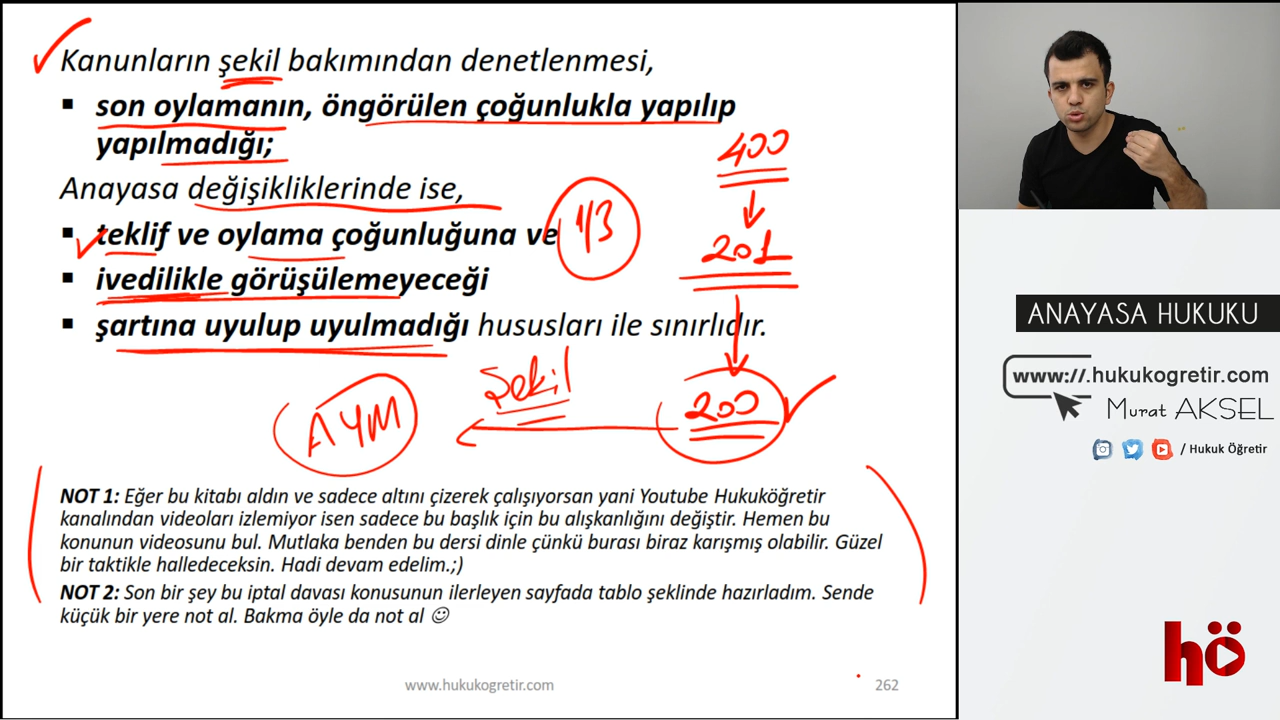 Kanunların şekil bakımından denetlenmesi,
▪ son oylamanın, öngörülen çoğunlukla yapılıp
yapılmadığı;
Anayasa değişikliklerinde ise,
▪ teklif ve oylama çoğunluğuna ve
▪ ivedilikle görüşülemeyeceği
▪ şartına uyulup uyulmadığı hususları ile sınırlıdır.
1/3
400
201
200
Şekil
AYM
NOT 1: Eğer bu kitabı aldın ve sadece altını çizerek çalışıyorsan yani Youtube Hukuköğretir
kanalından videoları izlemiyor isen sadece bu başlık için bu alışkanlığını değiştir. Hemen bu
konunun videosunu bul. Mutlaka benden bu dersi dinle çünkü burası biraz karışmış olabilir. Güzel
bir taktikle halledeceksin. Hadi devam edelim.;)
NOT 2: Son bir şey bu iptal davası konusunun ilerleyen sayfada tablo şeklinde hazırladım. Sende
küçük bir yere not al. Bakma öyle da not al ☺
www.hukukogretir.com
262
ANAYASA HUKUKU
www://.hukukogretir.com
Murat AKSEL
/ Hukuk Öğretir
hö